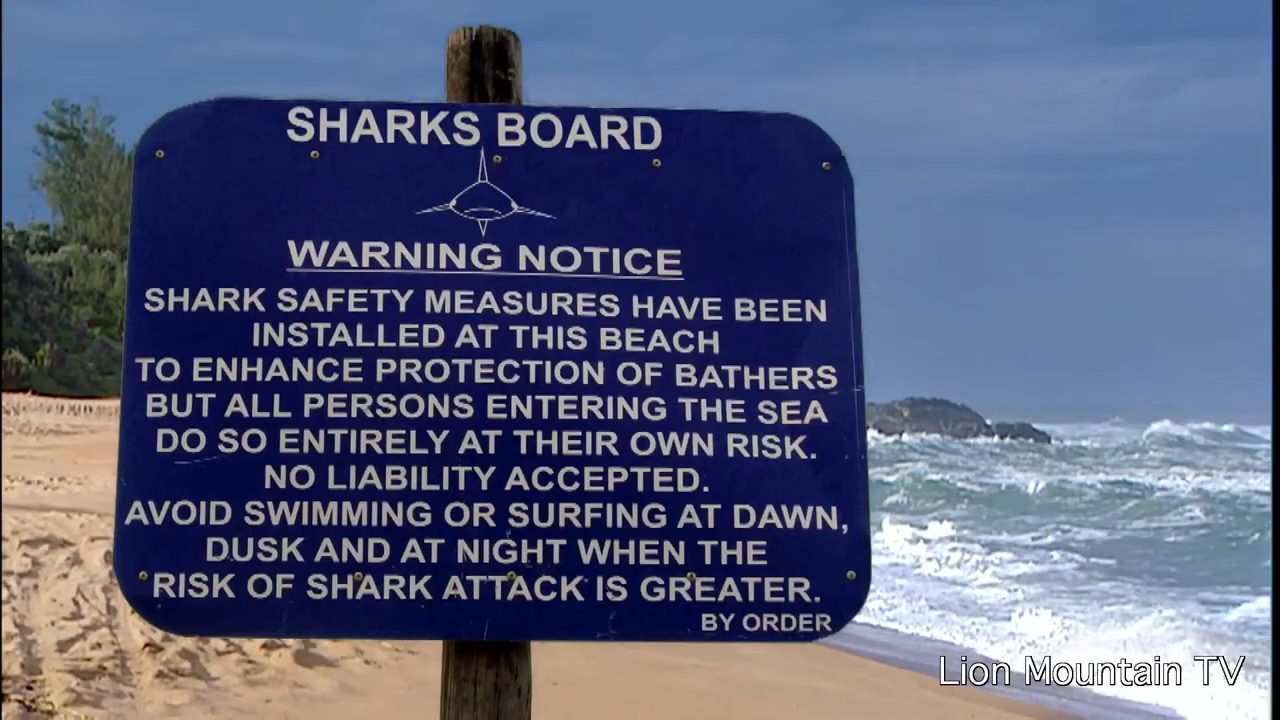 SHARKS BOARD
WARNING NOTICE
SHARK SAFETY MEASURES HAVE BEEN
INSTALLED AT THIS BEACH
TO ENHANCE PROTECTION OF BATHERS
BUT ALL PERSONS ENTERING THE SEA
DO SO ENTIRELY AT THEIR OWN RISK.
NO LIABILITY ACCEPTED.
AVOID SWIMMING OR SURFING AT DAWN,
DUSK AND AT NIGHT WHEN THE
RISK OF SHARK ATTACK IS GREATER.
BY ORDER
Lion Mountain TV